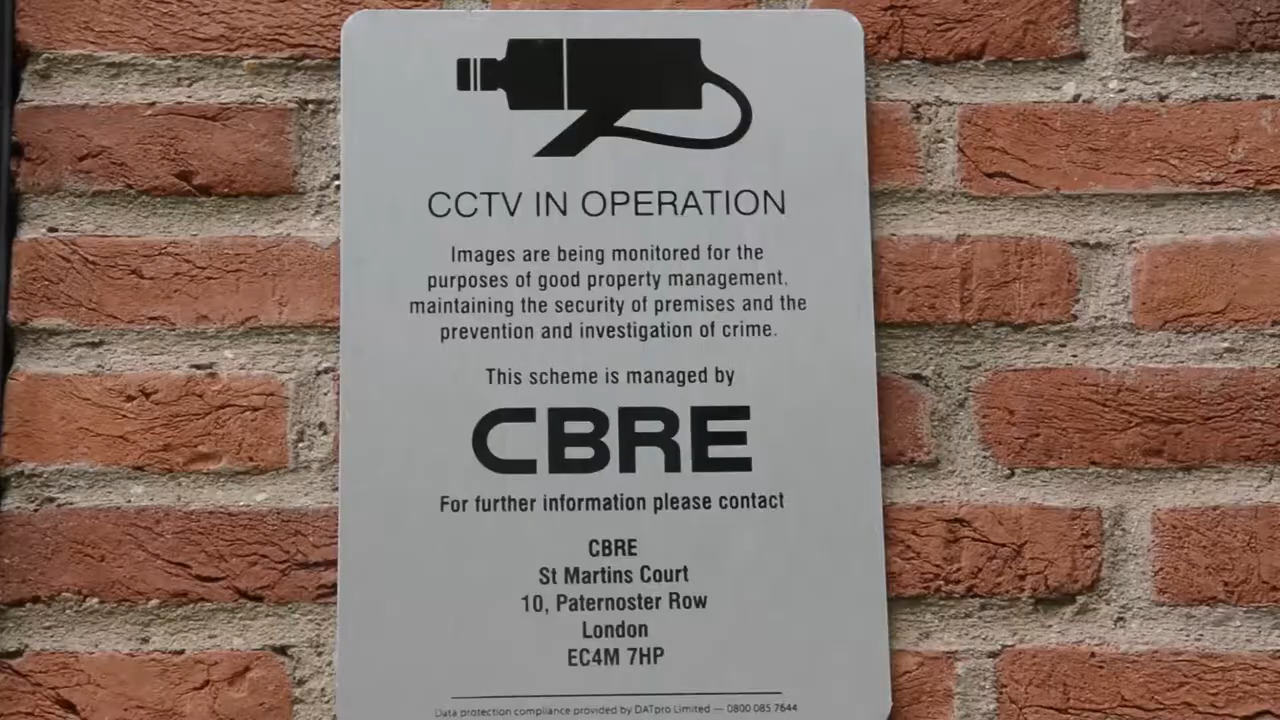 CCTV IN OPERATION
Images are being monitored for the
purposes of good property management,
maintaining the security of premises and the
prevention and investigation of crime.
This scheme is managed by
CBRE
For further information please contact
CBRE
St Martins Court
10, Paternoster Row
London
EC4M 7HP
Data protection compliance provided by DATpro Limited — 0800 085 7644